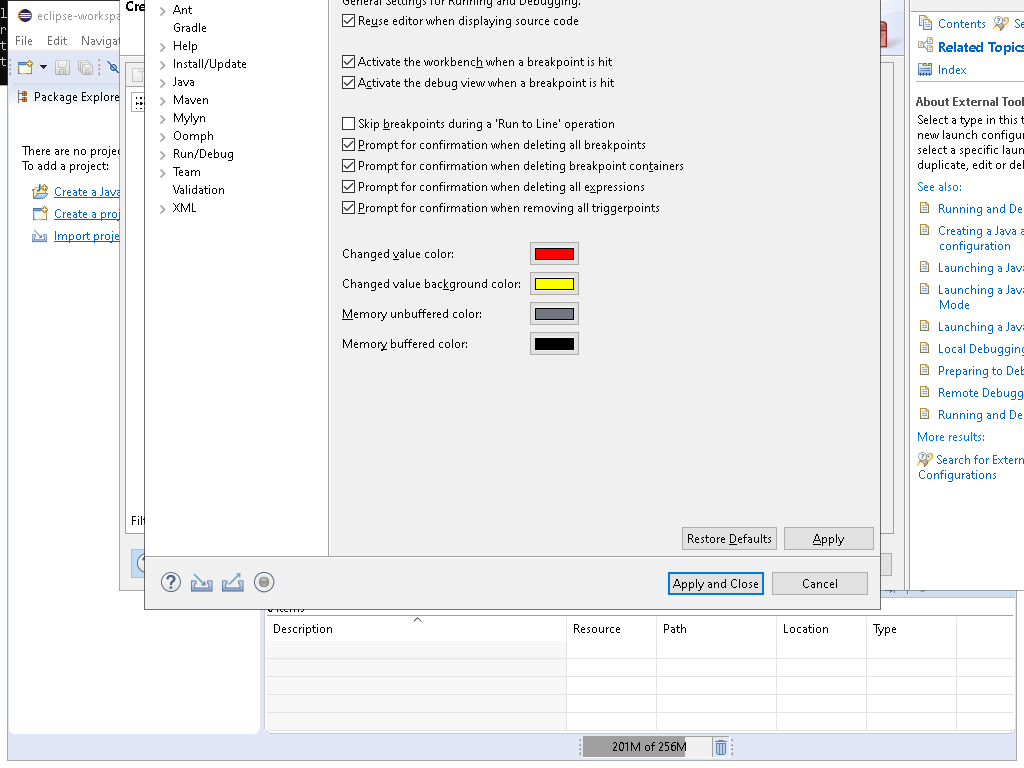 eclipse-workspa
File Edit Navigat
Package Explore
There are no projec
To add a project:
Create a Java
Create a proj
Import proje
Cre
Filt
Ant
Gradle
Help
Install/Update
Java
Maven
Mylyn
Oomph
Run/Debug
Team
Validation
XML
General Settings for Running and Debugging.
Reuse editor when displaying source code
Activate the workbench when a breakpoint is hit
Activate the debug view when a breakpoint is hit
Skip breakpoints during a 'Run to Line' operation
Prompt for confirmation when deleting all breakpoints
Prompt for confirmation when deleting breakpoint containers
Prompt for confirmation when deleting all expressions
Prompt for confirmation when removing all triggerpoints
Changed value color:
Changed value background color:
Memory unbuffered color:
Memory buffered color:
Restore Defaults Apply
Apply and Close Cancel
Contents Se
Related Topics
Index
About External Tool
Select a type in this t
new launch configur
select a specific laun
duplicate, edit or del
See also:
Running and De
Creating a Java a
configuration
Launching a Java
Launching a Java
Mode
Launching a Java
Local Debugging
Preparing to Deb
Remote Debugg
Running and De
More results:
Search for Extern
Configurations
items
Description Resource Path Location Type
201M of 256M